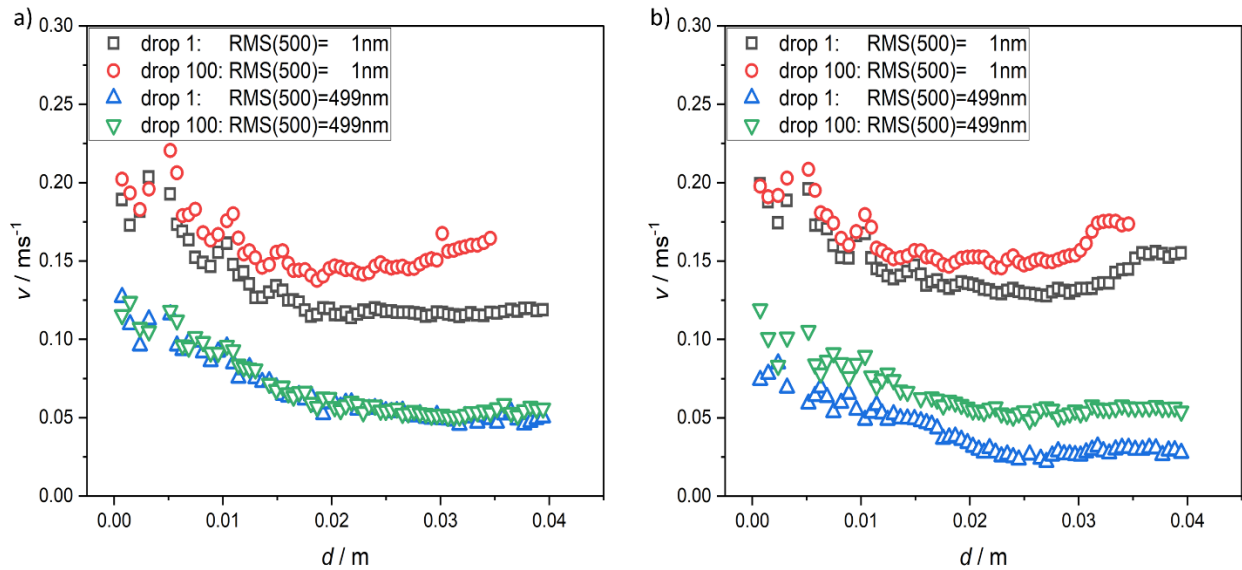 a)
0.30
0.25
0.20
0.15
0.10
0.05
0.00
v / ms-1
drop 1: RMS(500)= 1nm
drop 100: RMS(500)= 1nm
drop 1: RMS(500)=499nm
drop 100: RMS(500)=499nm
0.00 0.01 0.02 0.03 0.04
d / m
b)
0.30
0.25
0.20
0.15
0.10
0.05
0.00
v / ms-1
drop 1: RMS(500)= 1nm
drop 100: RMS(500)= 1nm
drop 1: RMS(500)=499nm
drop 100: RMS(500)=499nm
0.00 0.01 0.02 0.03 0.04
d / m